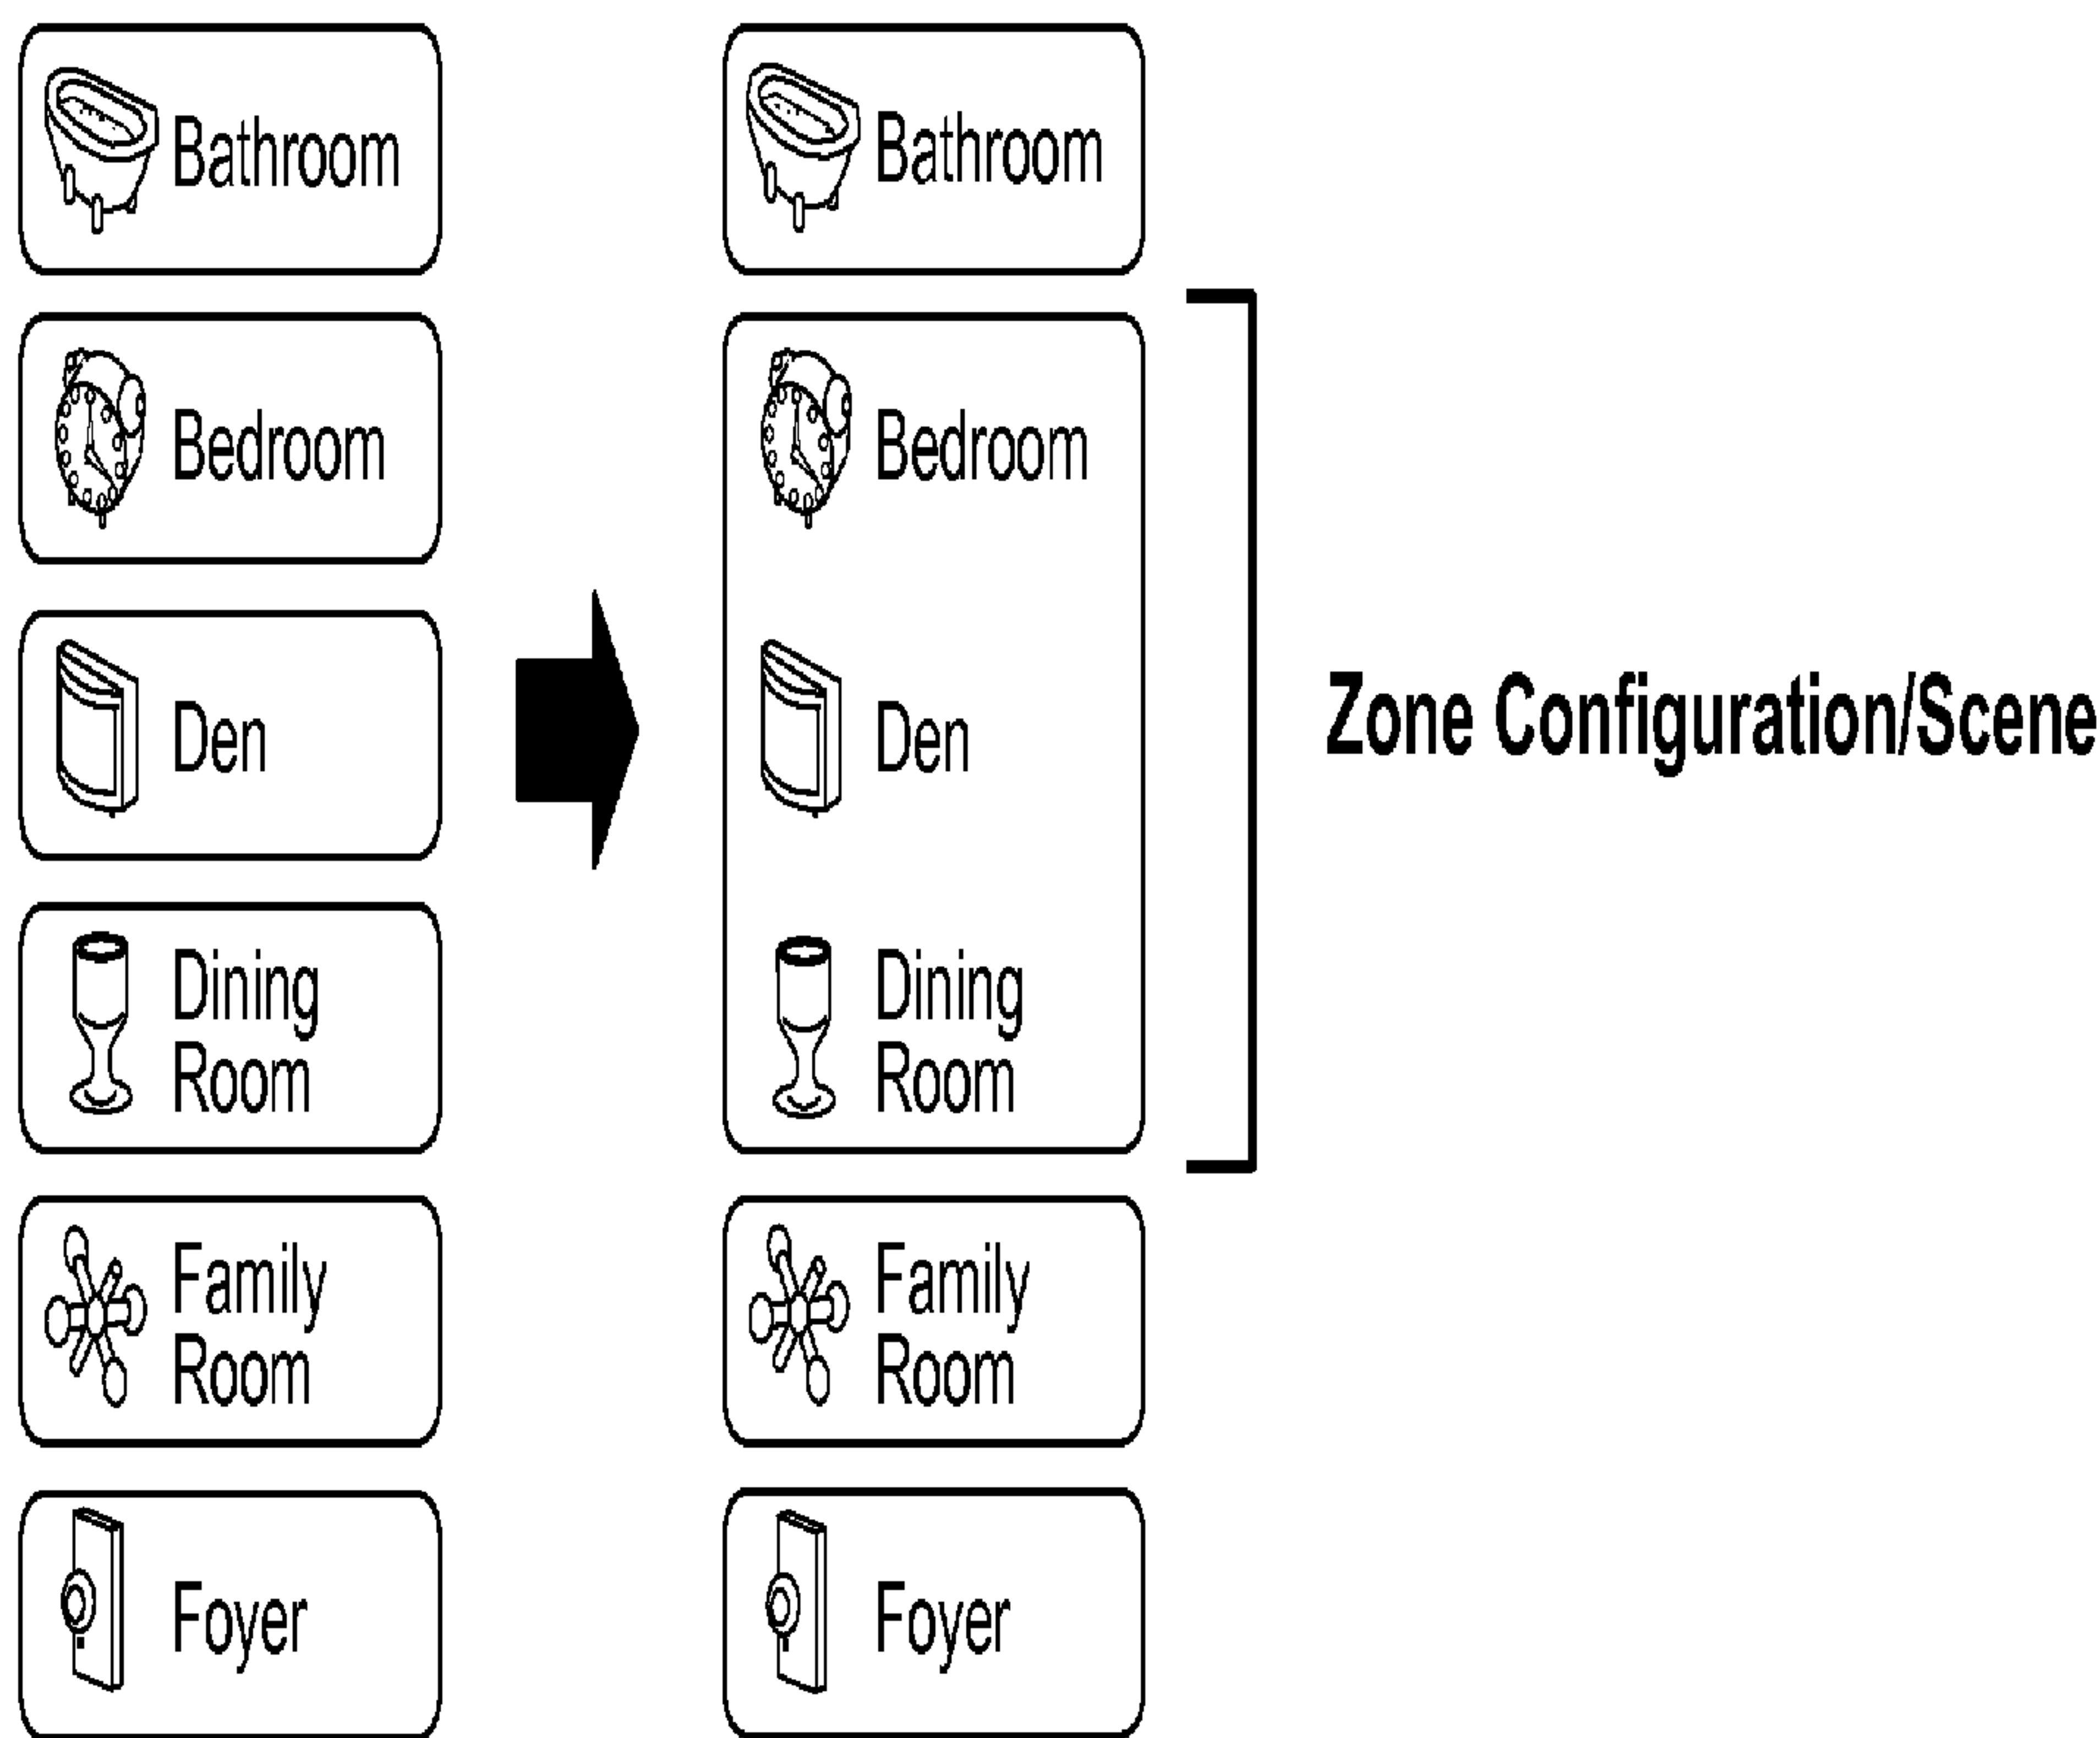 Bathroom
Bedroom
Den
Dining
Room
Family
Room
Foyer
Bathroom
Bedroom
Den
Dining
Room
Family
Room
Foyer
Zone Configuration/Scene